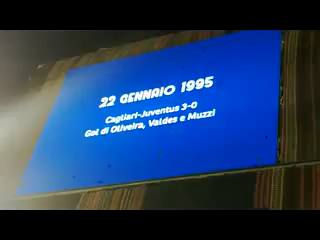 22 GENNAIO 1995
Cagliari-Juventus 3-0
Gol di Oliveira, Valdes e Muzzi